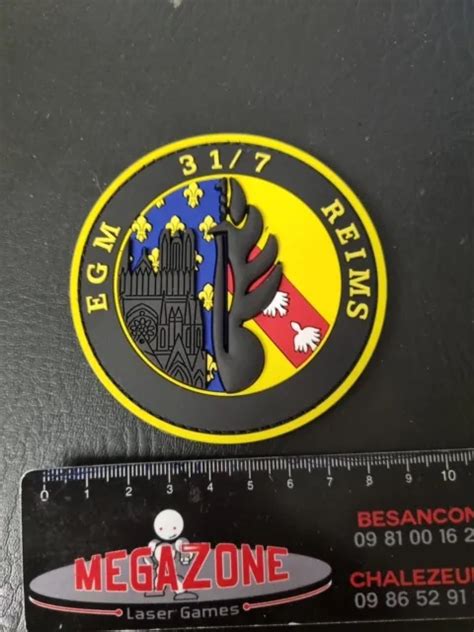 EGM 31/7 REIMS
0 1 2 3 4 5 6 7 8 9 10
MEGAZONE
Laser Games
BESANCON
09 81 00 16 2
CHALEZEU
09 86 52 91